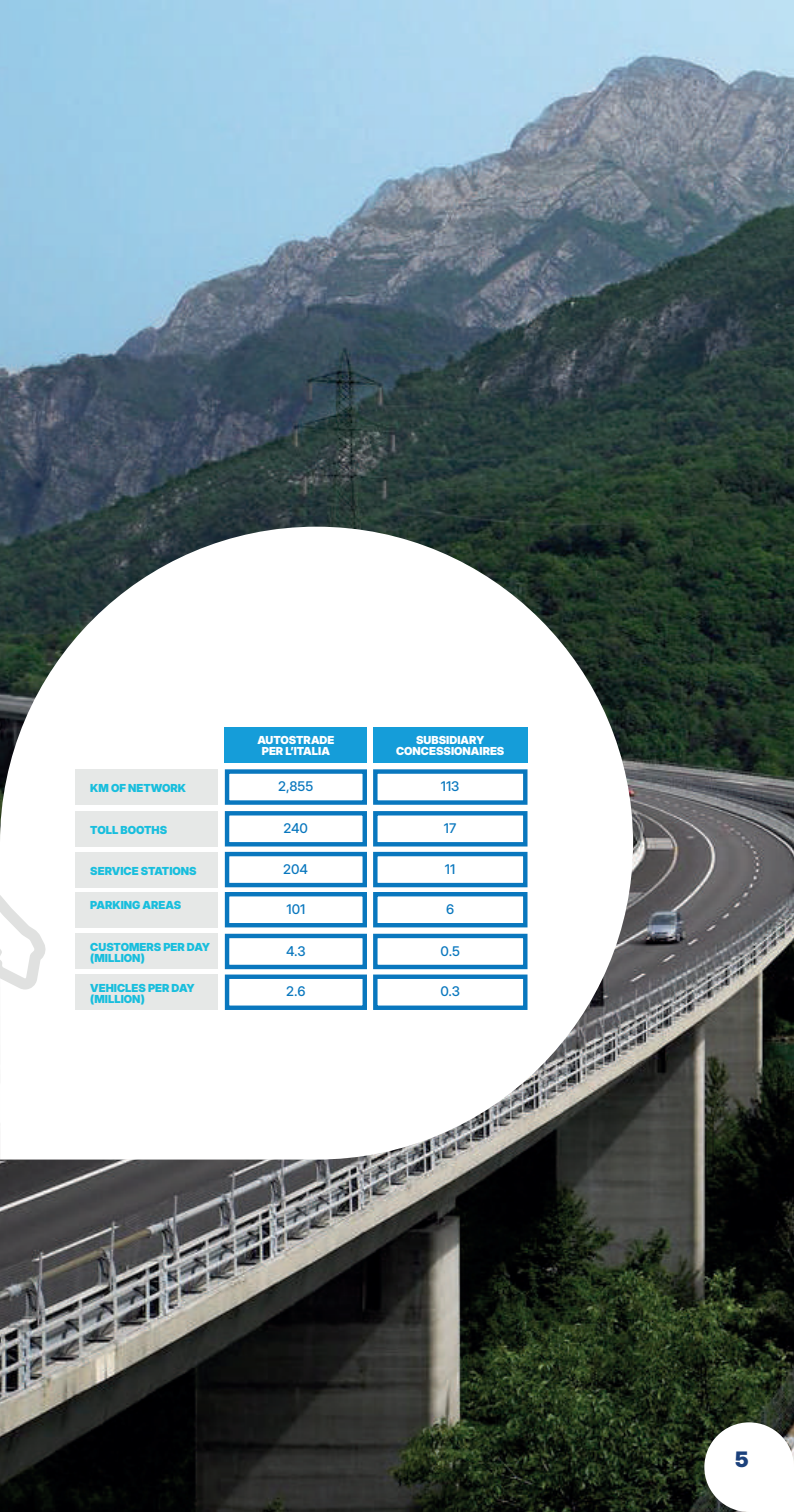 AUTOSTRADE
PER L'ITALIA
SUBSIDIARY
CONCESSIONAIRES
KM OF NETWORK 2,855 113
TOLL BOOTHS 240 17
SERVICE STATIONS 204 11
PARKING AREAS 101 6
CUSTOMERS PER DAY
(MILLION) 4.3 0.5
VEHICLES PER DAY
(MILLION) 2.6 0.3
5